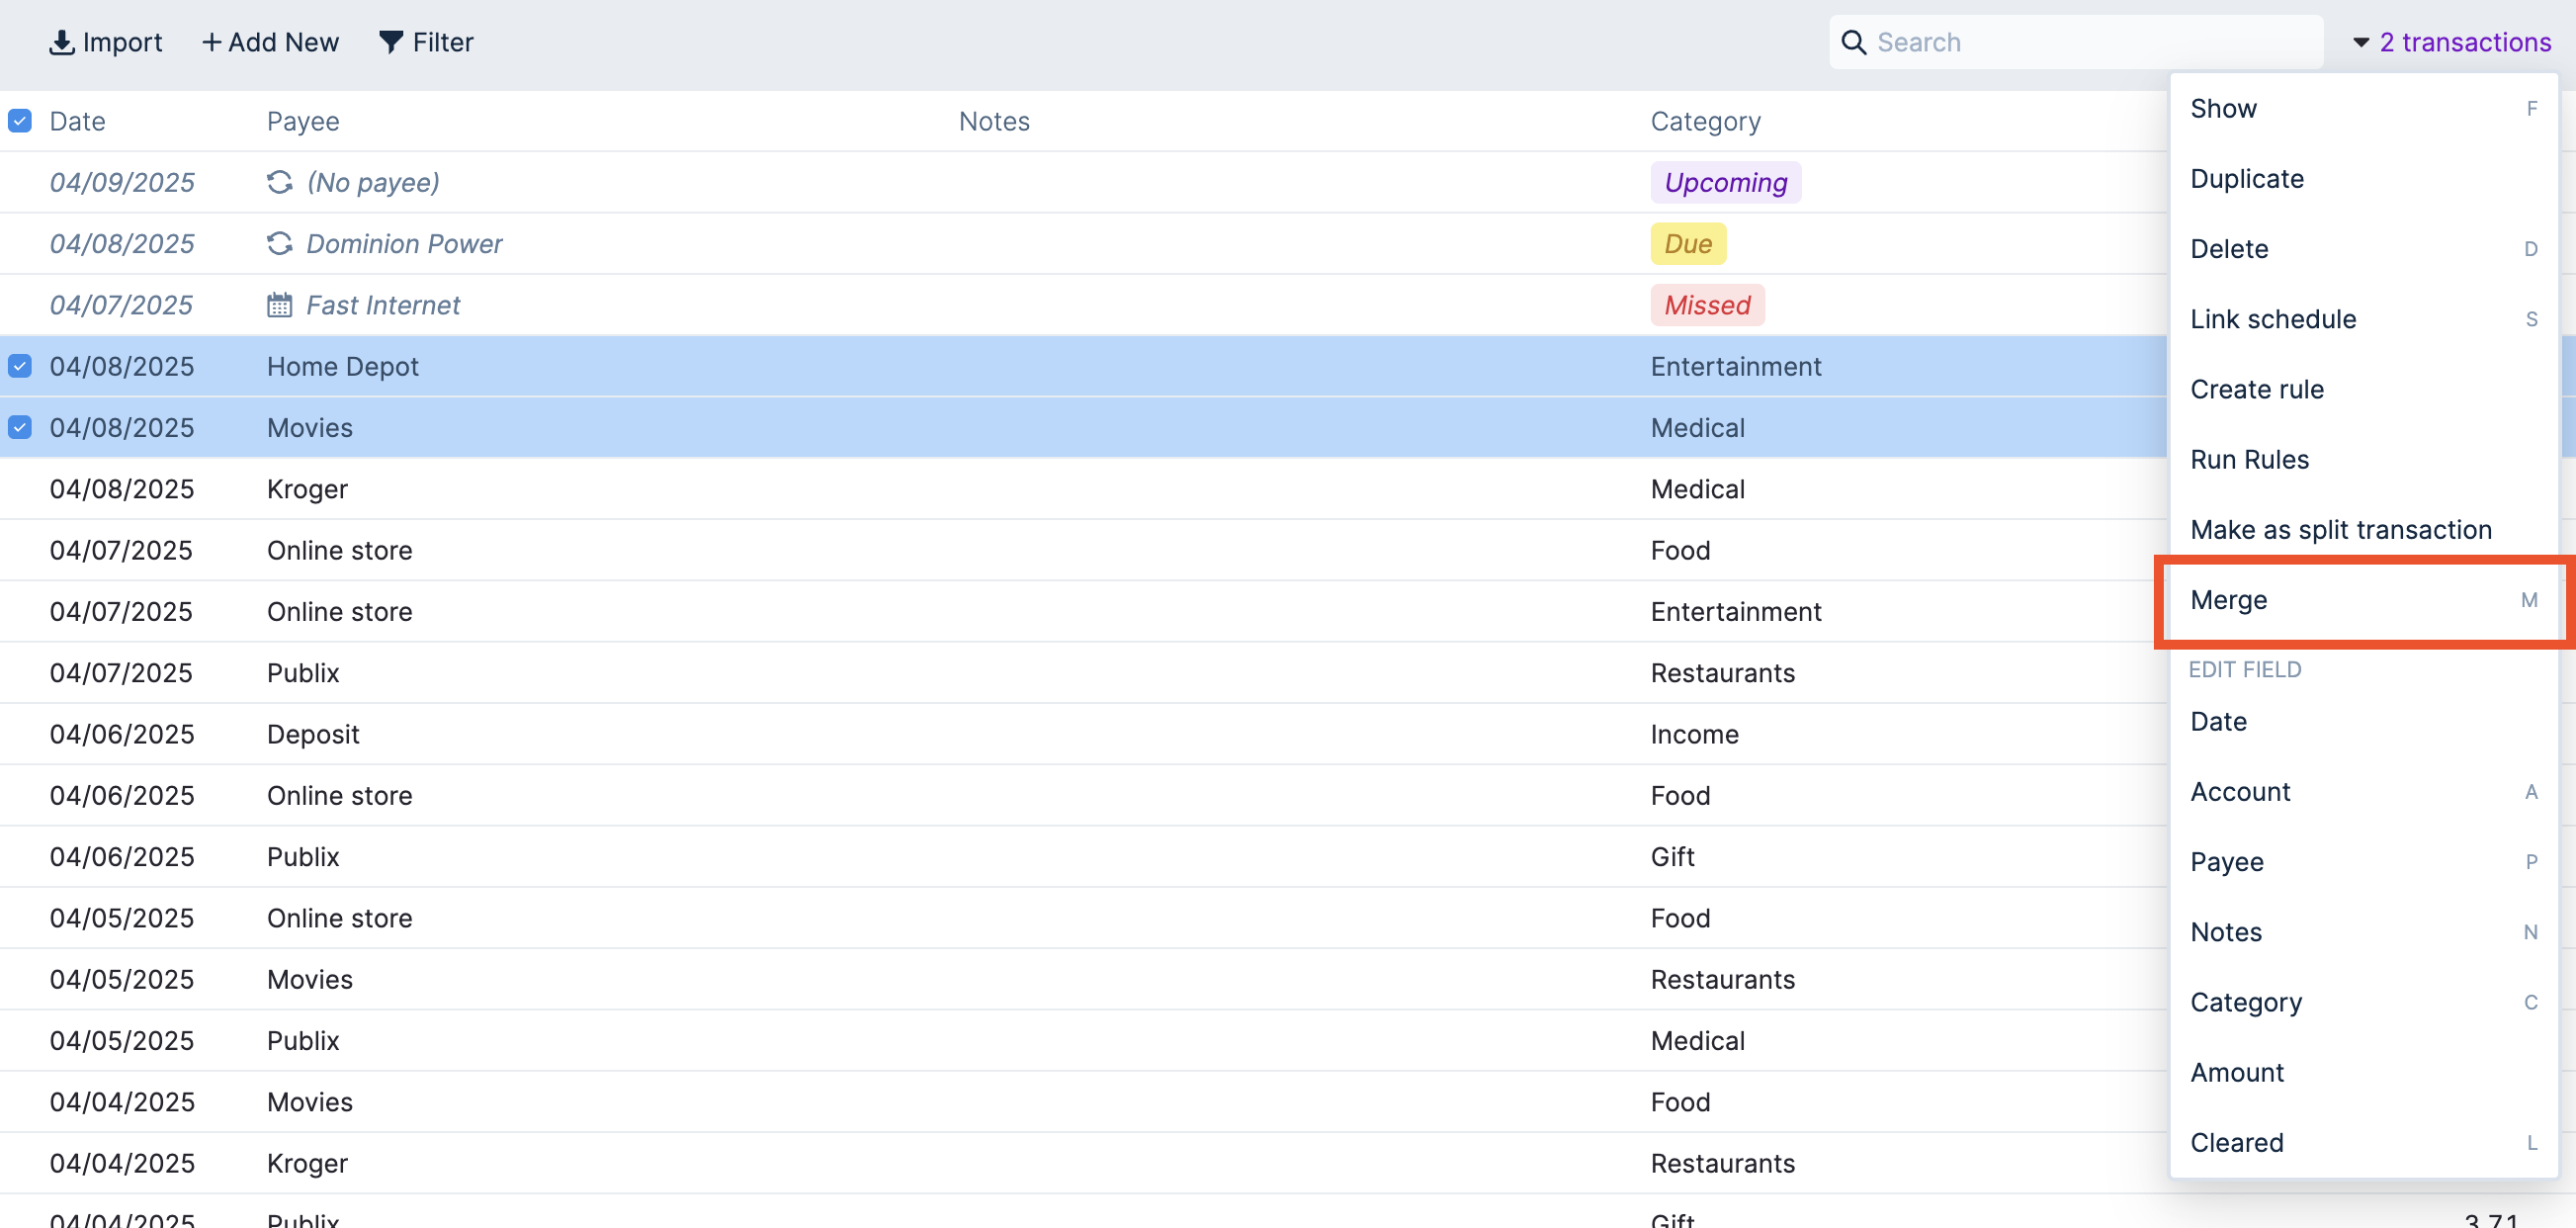 Import + Add New Filter Search 2 transactions
Date Payee Notes Category
04/09/2025 (No payee) Upcoming
04/08/2025 Dominion Power Due
04/07/2025 Fast Internet Missed
04/08/2025 Home Depot Entertainment
04/08/2025 Movies Medical
04/08/2025 Kroger Medical
04/07/2025 Online store Food
04/07/2025 Online store Entertainment
04/07/2025 Publix Restaurants
04/06/2025 Deposit Income
04/06/2025 Online store Food
04/06/2025 Publix Gift
04/05/2025 Online store Food
04/05/2025 Movies Restaurants
04/05/2025 Publix Medical
04/04/2025 Movies Food
04/04/2025 Kroger Restaurants
04/04/2025 Publix Gift
Show F
Duplicate
Delete D
Link schedule S
Create rule
Run Rules
Make as split transaction
Merge M
EDIT FIELD
Date
Account A
Payee P
Notes N
Category C
Amount
Cleared L